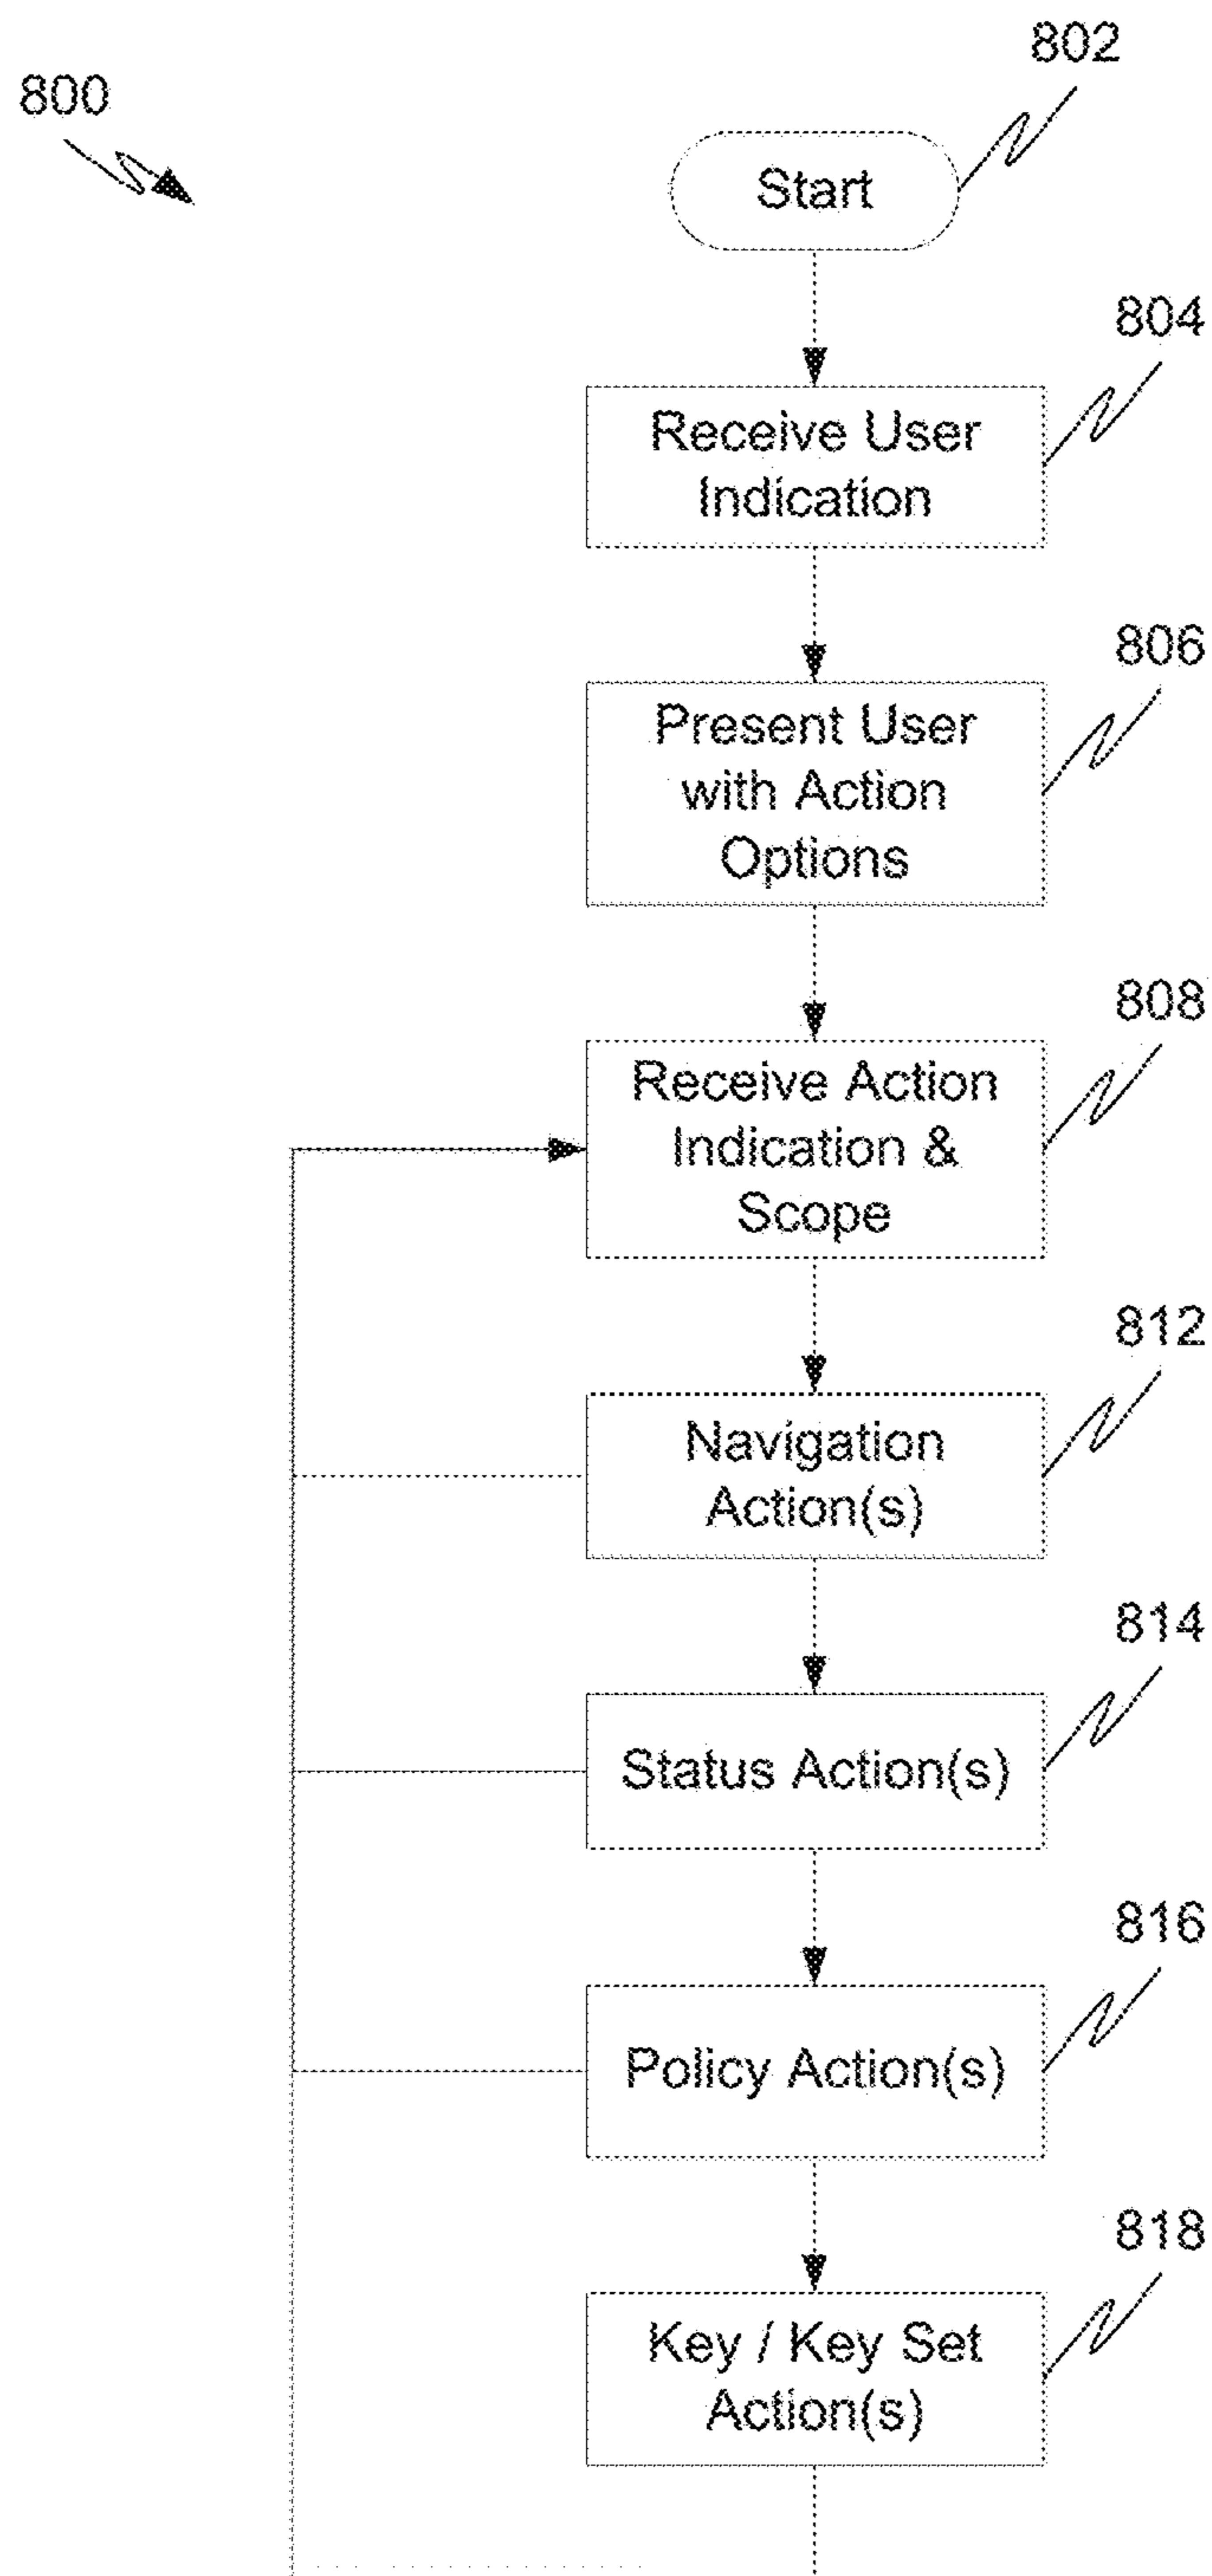 802
800
Start
804
Receive User
Indication
806
Present User
with Action
Options
808
Receive Action
Indication &
Scope
812
Navigation
Action(s)
814
Status Action(s)
816
Policy Action(s)
818
Key / Key Set
Action(s)